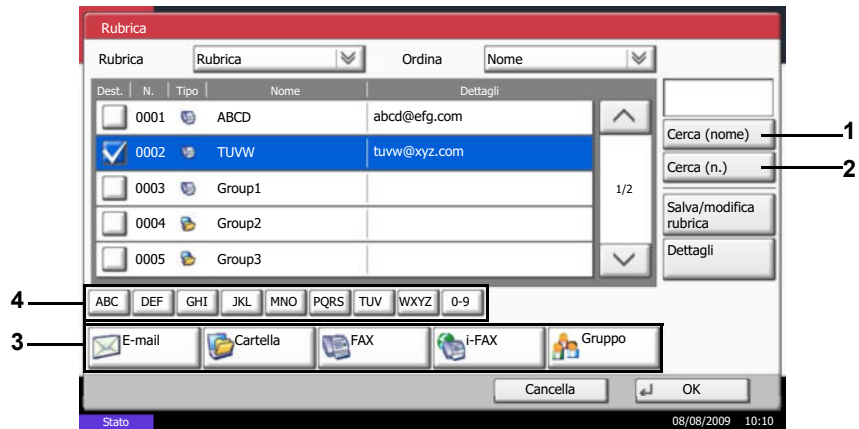 Rubrica
Rubrica Rubrica Ordina Nome
Dest. N. Tipo Nome Dettagli
0001 ABCD abcd@efg.com
0002 TUVW tuvw@xyz.com
0003 Group1
0004 Group2
0005 Group3
1/2
Cerca (nome) 1
Cerca (n.) 2
Salva/modifica
rubrica
Dettagli
4 ABC DEF GHI JKL MNO PQRS TUV WXYZ 0-9
3 E-mail Cartella FAX i-FAX Gruppo
Cancella OK
Stato 08/08/2009 10:10